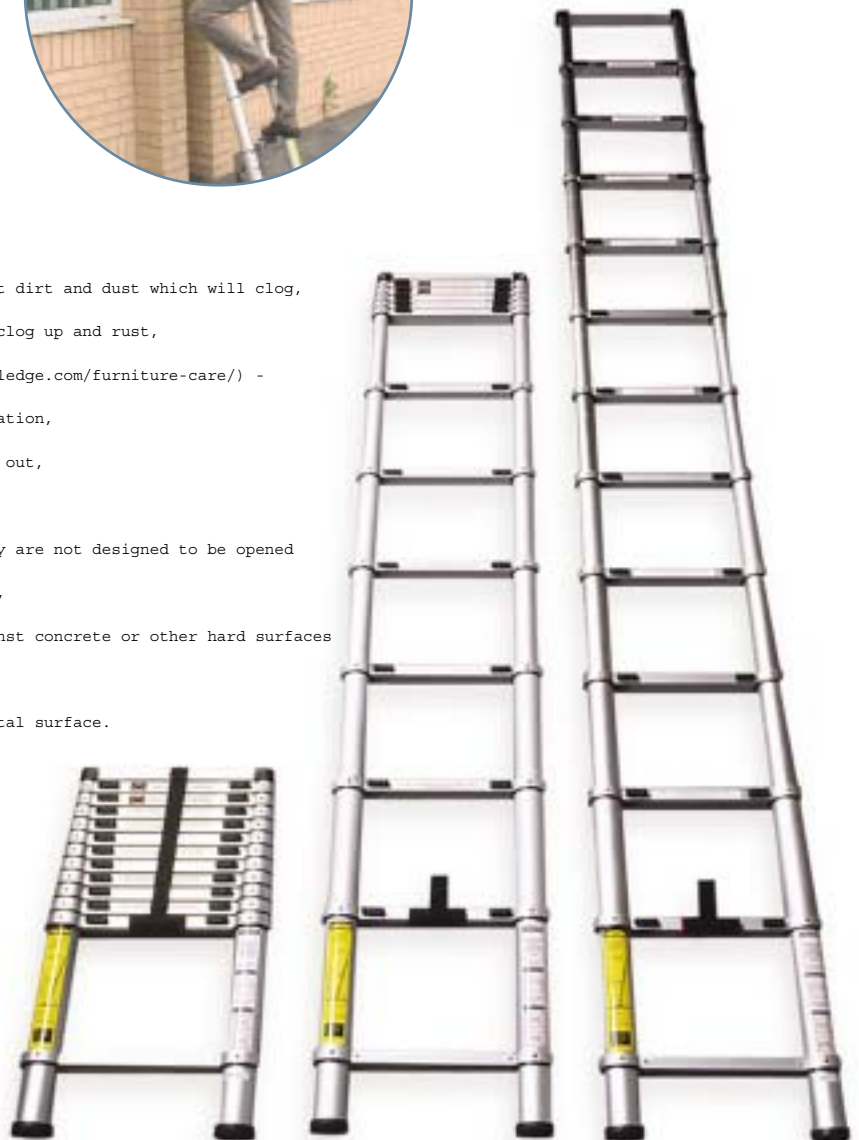 t dirt and dust which will clog,
clog up and rust,
ledge.com/furniture-care/) -
ation,
out,
y are not designed to be opened
,
nst concrete or other hard surfaces
tal surface.